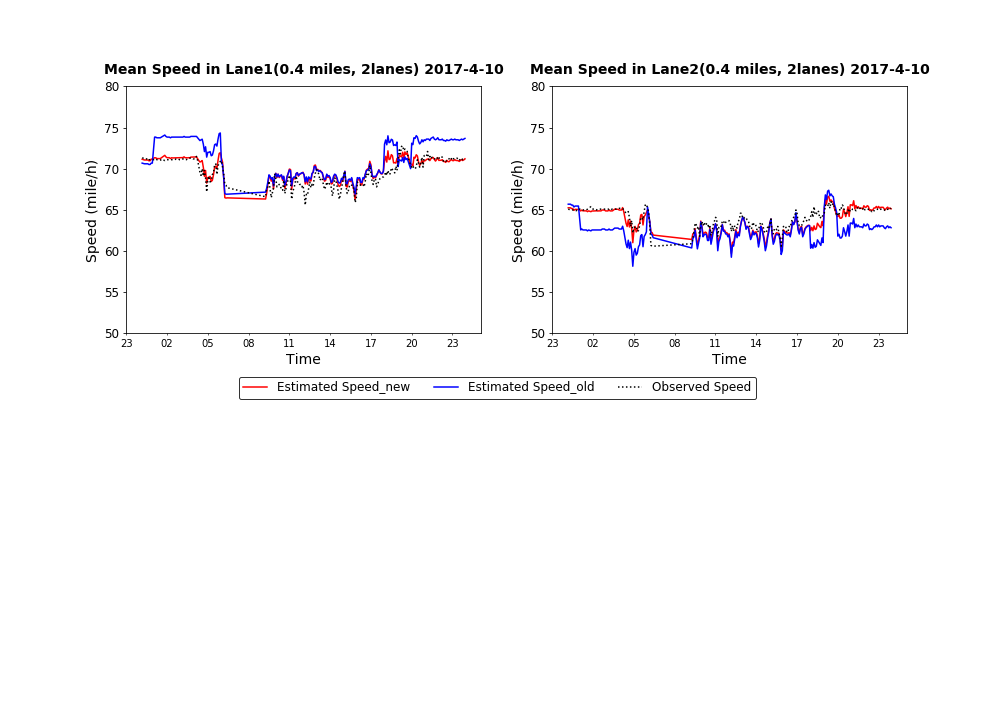 Mean Speed in Lane1(0.4 miles, 2lanes) 2017-4-10
80
75
70
65
60
55
50
Speed (mile/h)
23 02 05 08 11 14 17 20 23
Time
Mean Speed in Lane2(0.4 miles, 2lanes) 2017-4-10
80
75
70
65
60
55
50
Speed (mile/h)
23 02 05 08 11 14 17 20 23
Time
Estimated Speed_new Estimated Speed_old Observed Speed